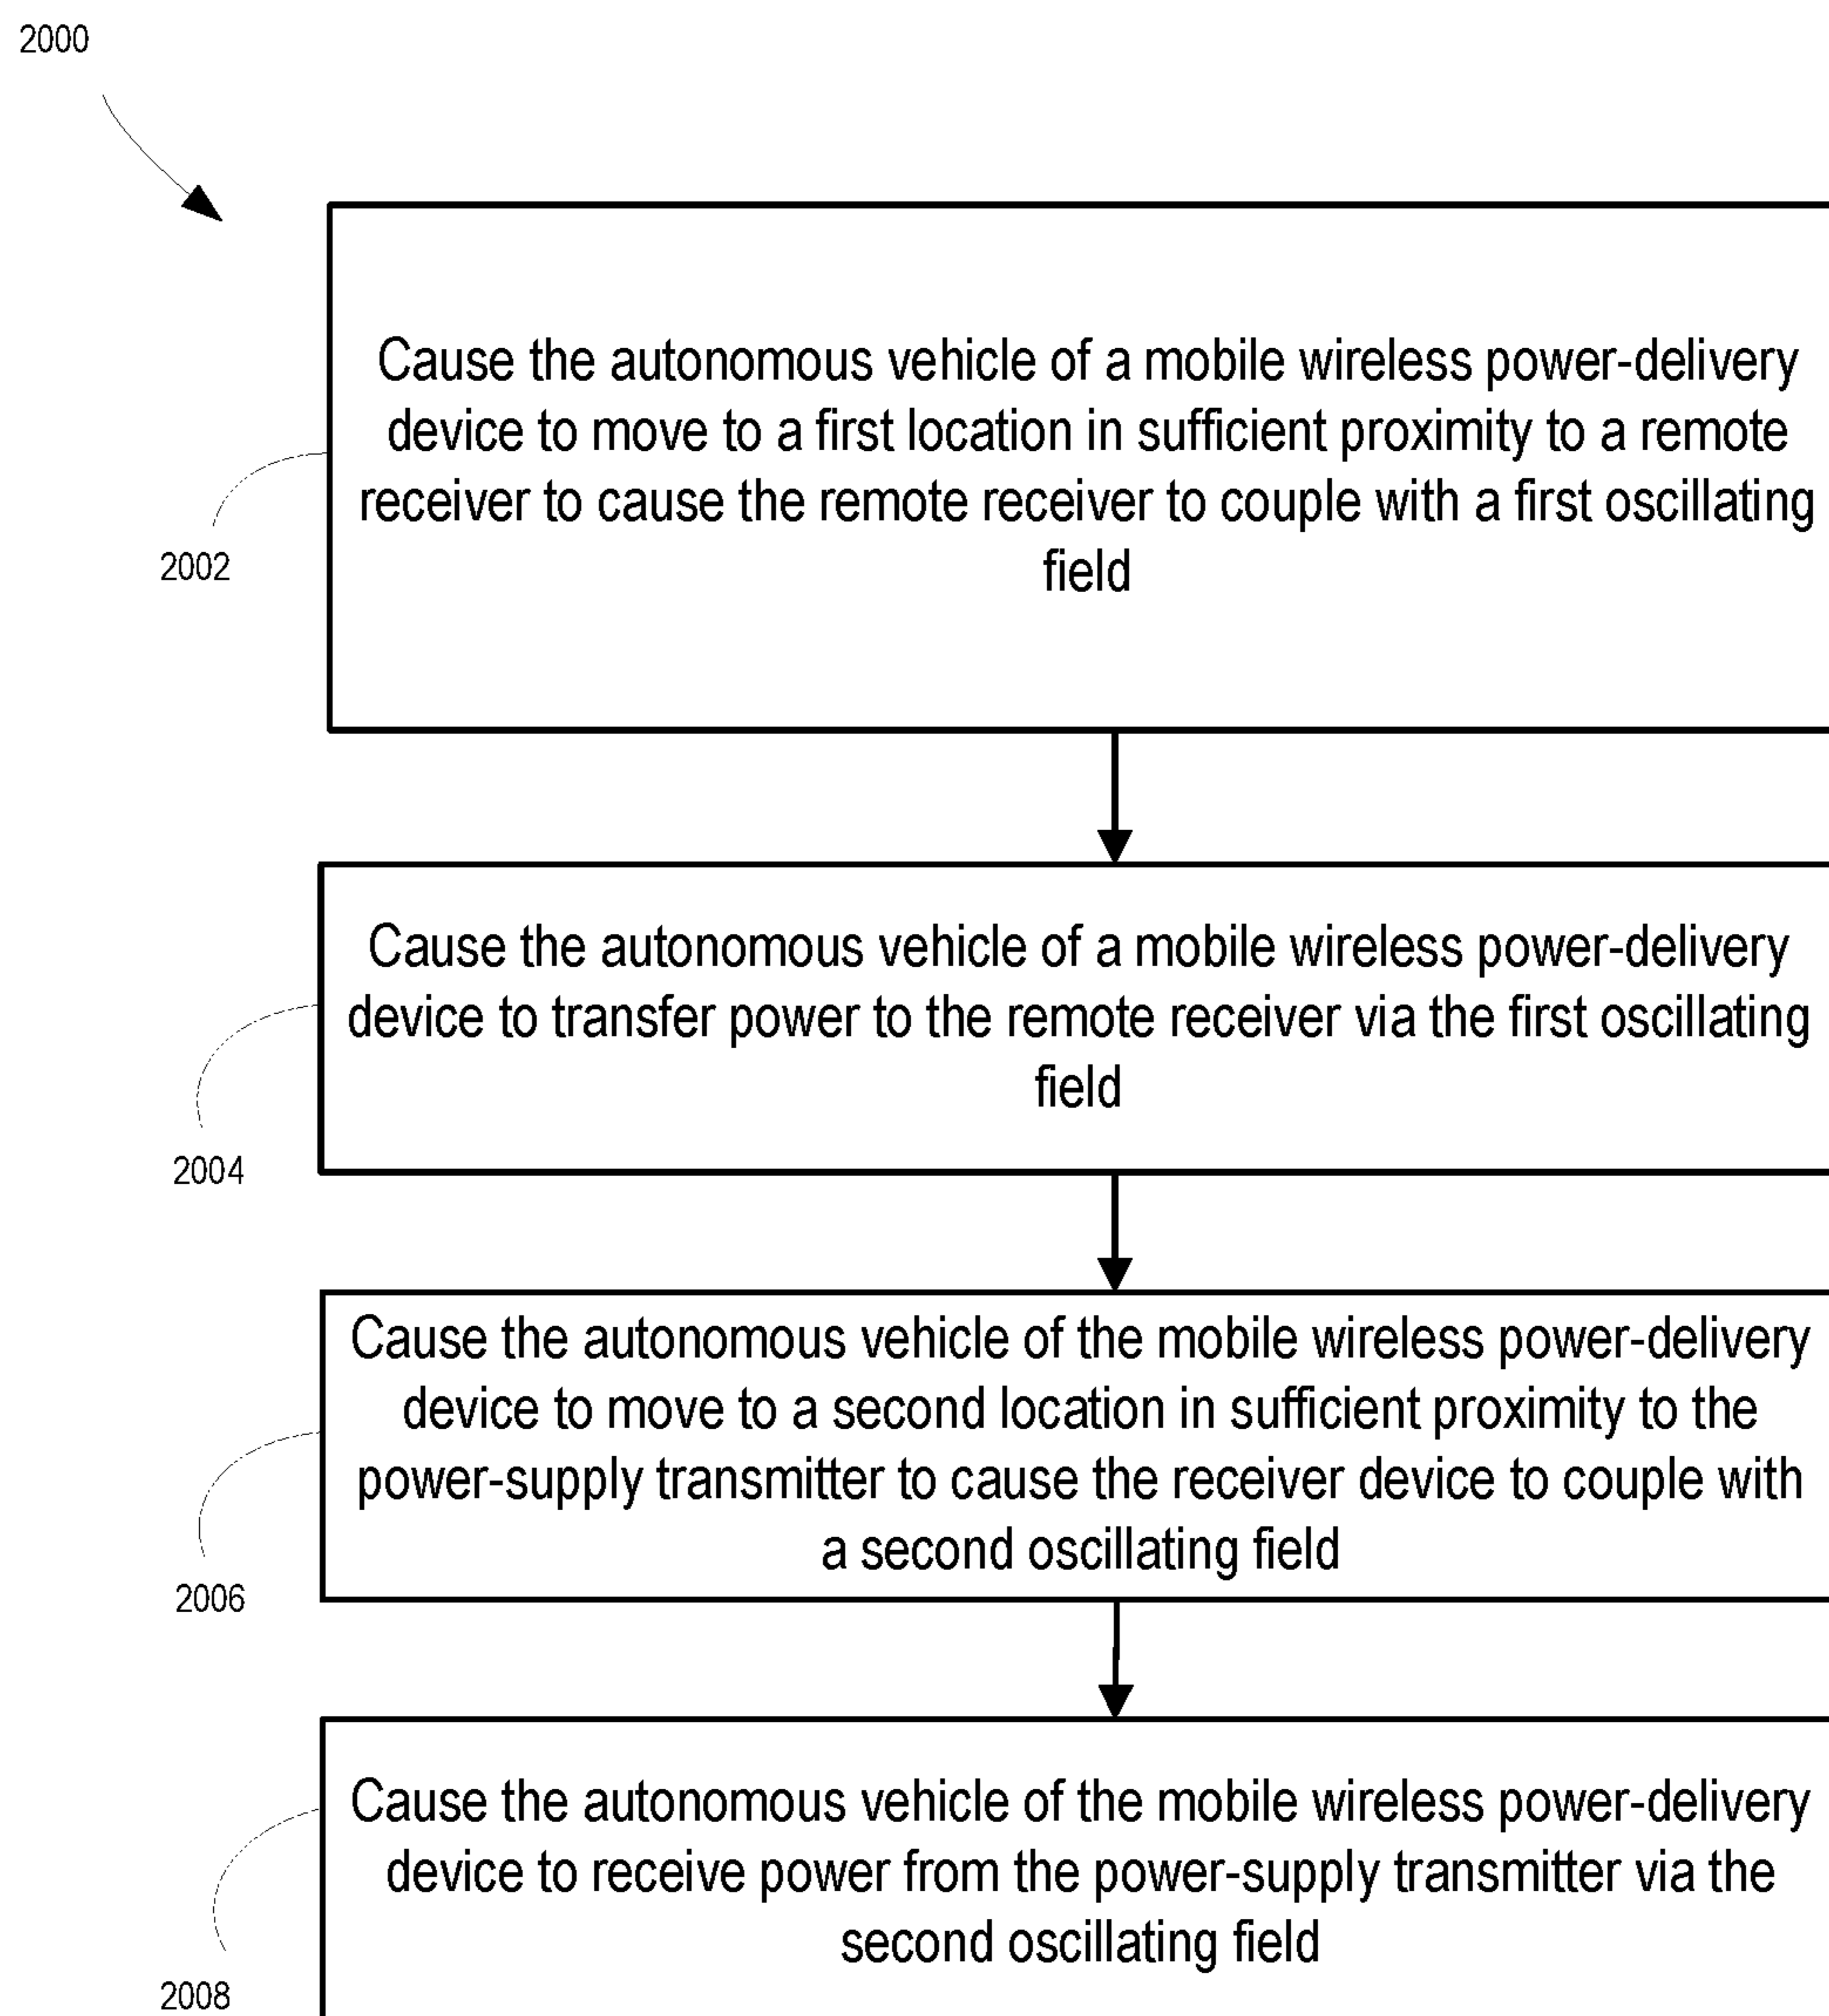 2000
Cause the autonomous vehicle of a mobile wireless power-delivery
device to move to a first location in sufficient proximity to a remote
receiver to cause the remote receiver to couple with a first oscillating
field
2002
Cause the autonomous vehicle of a mobile wireless power-delivery
device to transfer power to the remote receiver via the first oscillating
field
2004
Cause the autonomous vehicle of the mobile wireless power-delivery
device to move to a second location in sufficient proximity to the
power-supply transmitter to cause the receiver device to couple with
a second oscillating field
2006
Cause the autonomous vehicle of the mobile wireless power-delivery
device to receive power from the power-supply transmitter via the
second oscillating field
2008